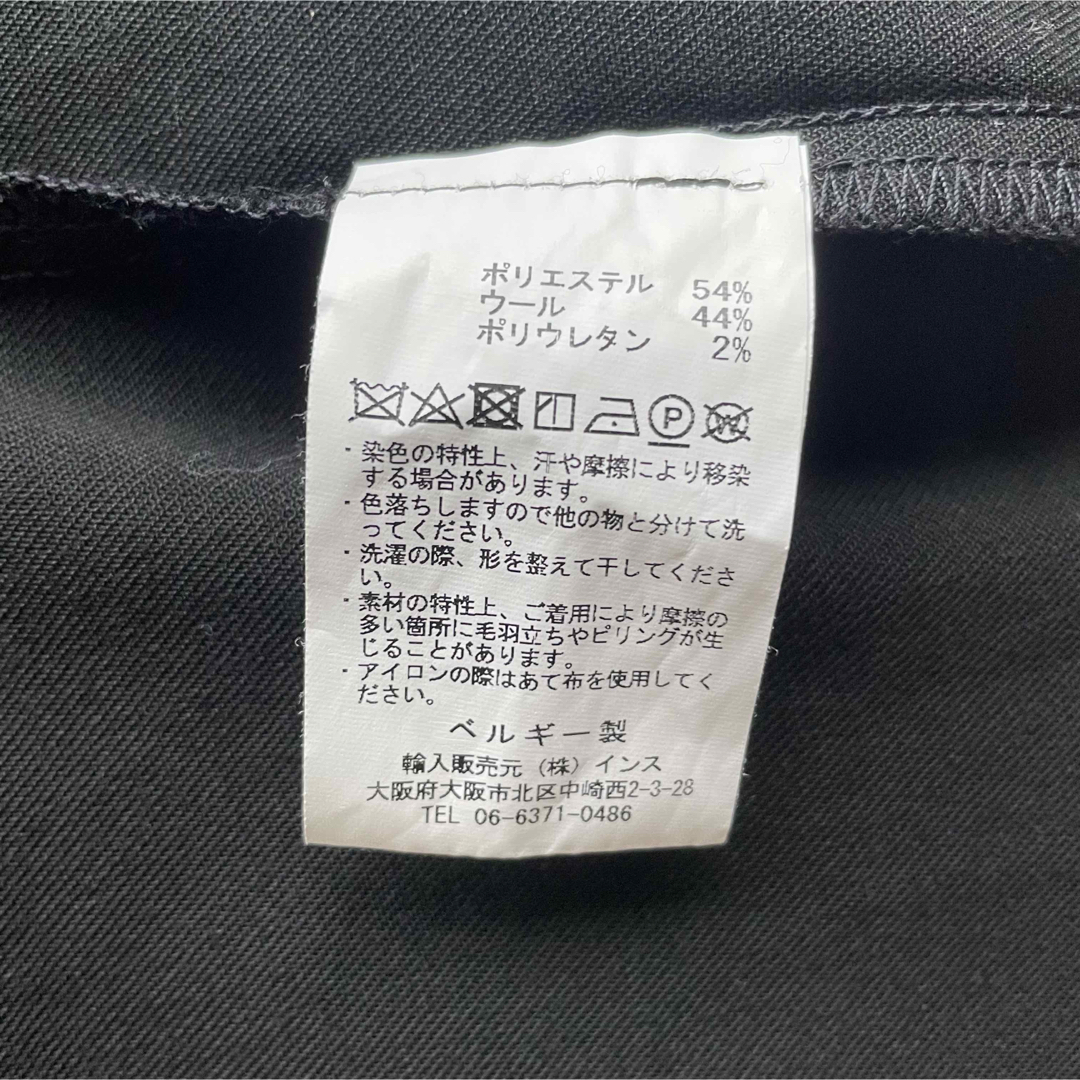 ポリエステル 54%
ウール 44%
ポリウレタン 2%
P W
・染色の特性上、汗や摩擦により移染
する場合があります。
・色落ちしますので他の物と分けて洗
ってください。
・洗濯の際、形を整えて干してくださ
い。
・素材の特性上、ご着用により摩擦の
多い箇所に毛羽立ちやピリングが生
じることがあります。
・アイロンの際はあて布を使用してく
ださい。
ベルギー製
輸入販売元（株）インス
大阪府大阪市北区中崎西2-3-28
TEL 06-6371-0486